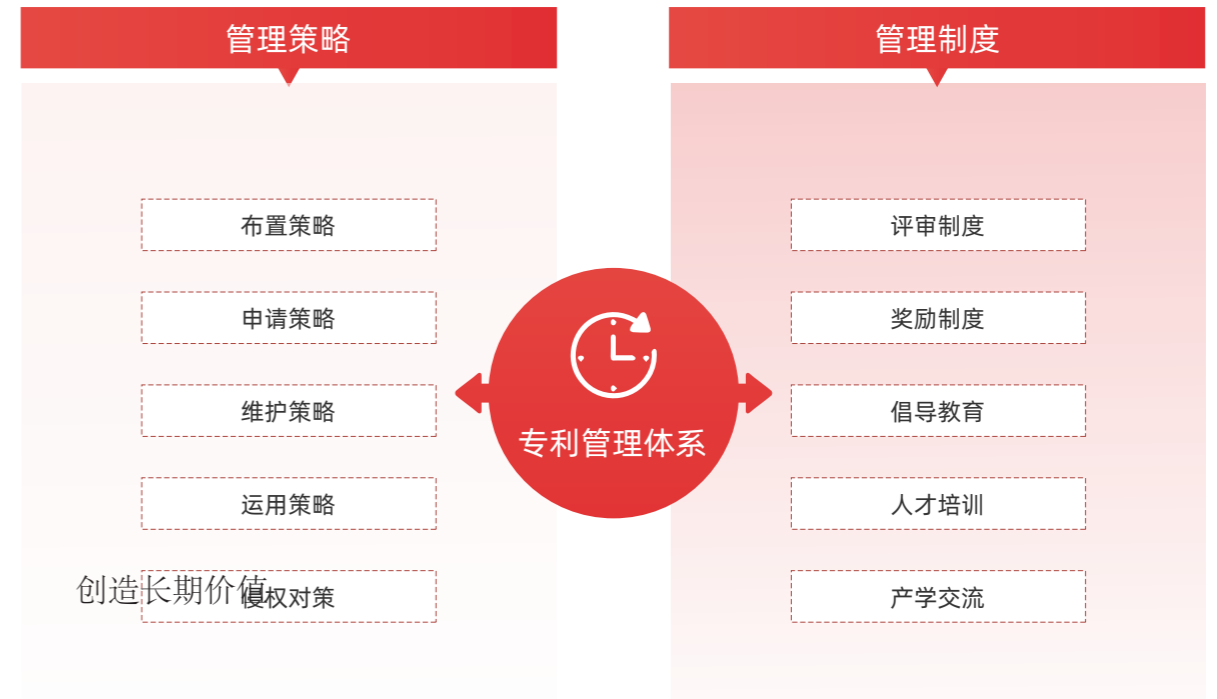 管理策略
布置策略
申请策略
维护策略
运用策略
侵权对策
创造长期价值
专利管理体系
管理制度
评审制度
奖励制度
倡导教育
人才培训
产学交流